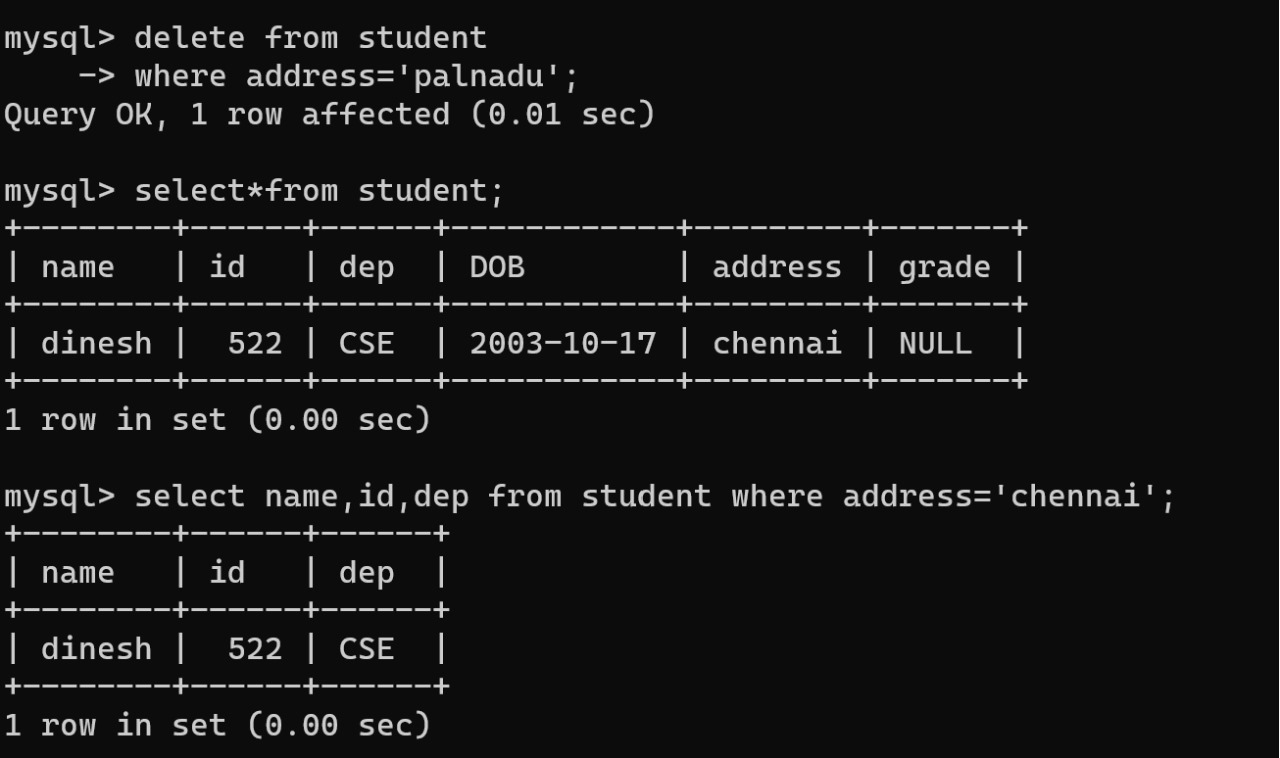 mysql> delete from student
    -> where address='palnadu';
Query OK, 1 row affected (0.01 sec)

mysql> select*from student;
+--------+------+------+------------+---------+-------+
| name   | id   | dep  | DOB        | address | grade |
+--------+------+------+------------+---------+-------+
| dinesh |  522 | CSE  | 2003-10-17 | chennai | NULL  |
+--------+------+------+------------+---------+-------+
1 row in set (0.00 sec)

mysql> select name,id,dep from student where address='chennai';
+--------+------+------+
| name   | id   | dep  |
+--------+------+------+
| dinesh |  522 | CSE  |
+--------+------+------+
1 row in set (0.00 sec)